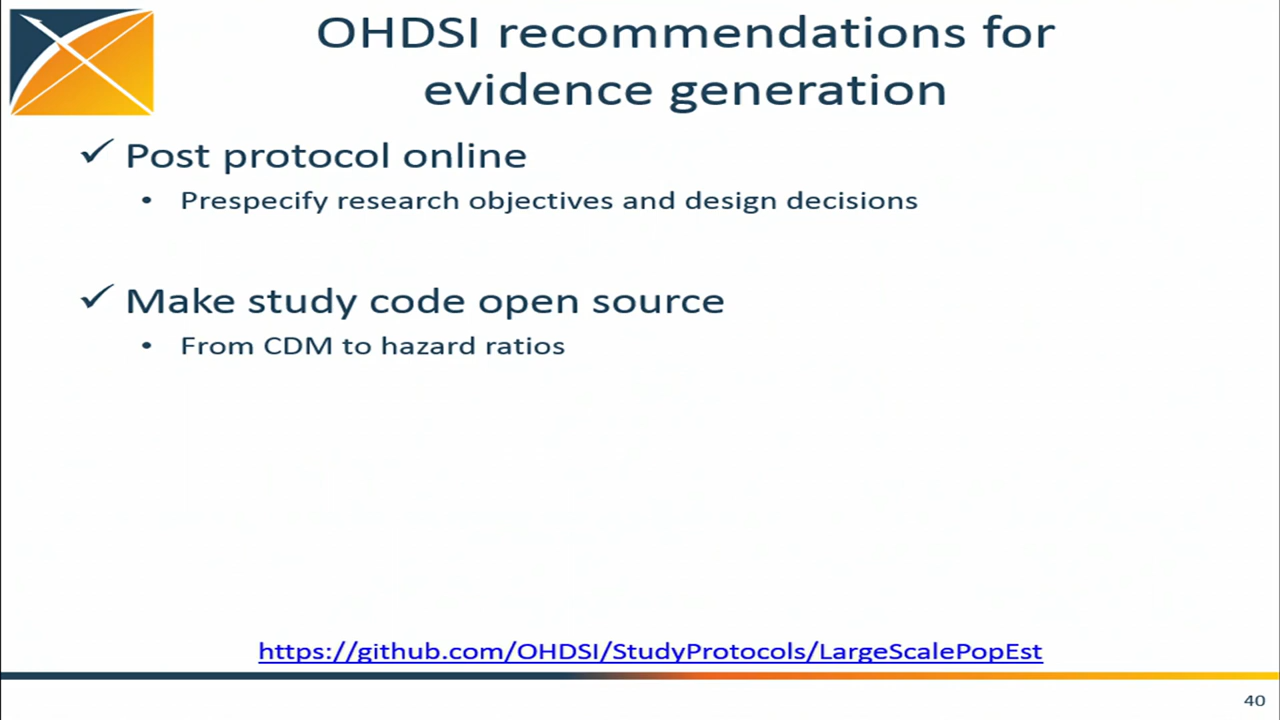 OHDSI recommendations for
evidence generation
✓ Post protocol online
• Prespecify research objectives and design decisions
✓ Make study code open source
• From CDM to hazard ratios
https://github.com/OHDSI/StudyProtocols/LargeScalePopEst
40